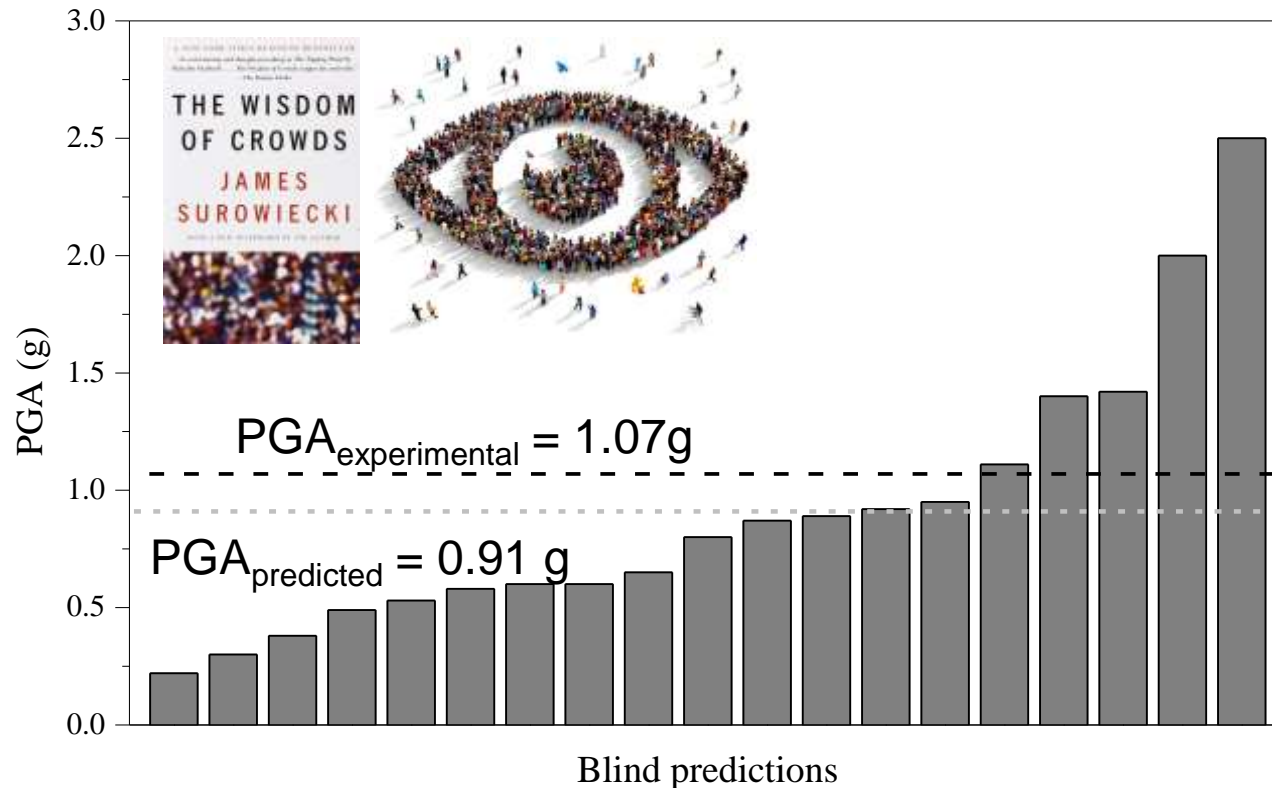 3.0
2.5
2.0
1.5
1.0
0.5
0.0
PGA (g)
THE WISDOM
OF CROWDS
JAMES
SUROWIECKI
PGAexperimental = 1.07g
PGApredicted = 0.91 g
Blind predictions